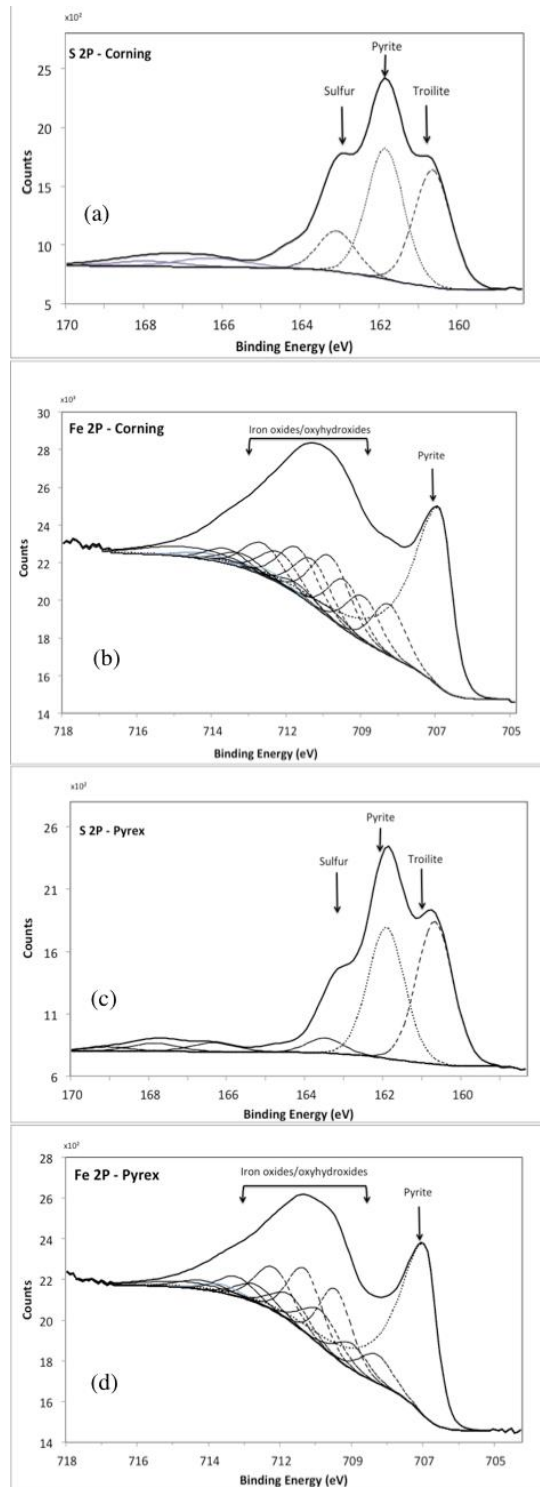 x10²
S 2P - Corning
Pyrite
Sulfur
Troilite
25
20
15
10
5
Counts
(a)
170 168 166 164 162 160
Binding Energy (eV)
x10³
Fe 2P - Corning
Iron oxides/oxyhydroxides
Pyrite
30
28
26
24
22
20
18
16
14
Counts
(b)
718 716 714 712 711 709 707 705
Binding Energy (eV)
x10²
S 2P - Pyrex
Pyrite
Sulfur
Troilite
26
21
16
11
6
Counts
(c)
170 168 166 164 162 160
Binding Energy (eV)
x10²
Fe 2P - Pyrex
Iron oxides/oxyhydroxides
Pyrite
28
26
24
22
20
18
16
14
Counts
(d)
718 716 714 712 711 709 707 705
Binding Energy (eV)